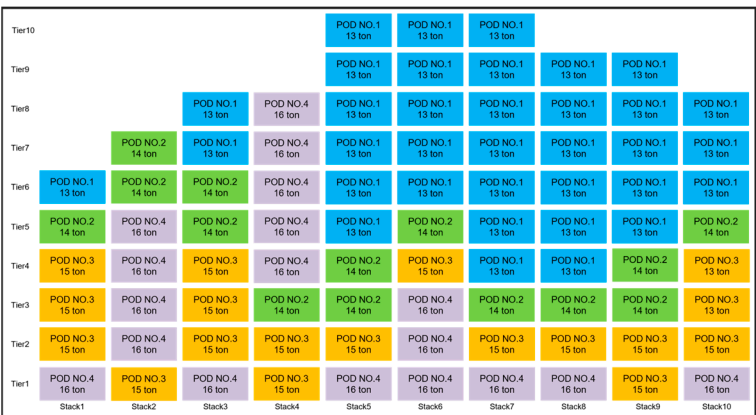 Tier10
POD NO.1 POD NO.1 POD NO.1
13 ton 13 ton 13 ton
Tier9
POD NO.1 POD NO.1 POD NO.1 POD NO.1 POD NO.1
13 ton 13 ton 13 ton 13 ton 13 ton
Tier8
POD NO.1 POD NO.4 POD NO.1 POD NO.1 POD NO.1 POD NO.1 POD NO.1 POD NO.1
13 ton 16 ton 13 ton 13 ton 13 ton 13 ton 13 ton 13 ton
Tier7
POD NO.2 POD NO.1 POD NO.4 POD NO.1 POD NO.1 POD NO.1 POD NO.1 POD NO.1 POD NO.1
14 ton 13 ton 16 ton 13 ton 13 ton 13 ton 13 ton 13 ton 13 ton
Tier6
POD NO.1 POD NO.2 POD NO.2 POD NO.4 POD NO.1 POD NO.1 POD NO.1 POD NO.1 POD NO.1 POD NO.1
13 ton 14 ton 14 ton 16 ton 13 ton 13 ton 13 ton 13 ton 13 ton 13 ton
Tier5
POD NO.2 POD NO.4 POD NO.2 POD NO.4 POD NO.1 POD NO.2 POD NO.1 POD NO.1 POD NO.1 POD NO.2
14 ton 16 ton 14 ton 16 ton 13 ton 14 ton 13 ton 13 ton 13 ton 14 ton
Tier4
POD NO.3 POD NO.4 POD NO.3 POD NO.4 POD NO.2 POD NO.3 POD NO.1 POD NO.1 POD NO.2 POD NO.3
15 ton 16 ton 15 ton 16 ton 14 ton 15 ton 13 ton 13 ton 14 ton 13 ton
Tier3
POD NO.3 POD NO.4 POD NO.3 POD NO.2 POD NO.2 POD NO.4 POD NO.2 POD NO.2 POD NO.2 POD NO.3
15 ton 16 ton 15 ton 14 ton 14 ton 16 ton 14 ton 14 ton 14 ton 13 ton
Tier2
POD NO.3 POD NO.4 POD NO.3 POD NO.3 POD NO.3 POD NO.4 POD NO.3 POD NO.3 POD NO.3 POD NO.3
15 ton 16 ton 15 ton 15 ton 15 ton 16 ton 15 ton 15 ton 15 ton 15 ton
Tier1
POD NO.4 POD NO.3 POD NO.4 POD NO.3 POD NO.4 POD NO.4 POD NO.4 POD NO.4 POD NO.3 POD NO.4
16 ton 15 ton 16 ton 15 ton 16 ton 16 ton 16 ton 16 ton 15 ton 16 ton
Stack1 Stack2 Stack3 Stack4 Stack5 Stack6 Stack7 Stack8 Stack9 Stack10